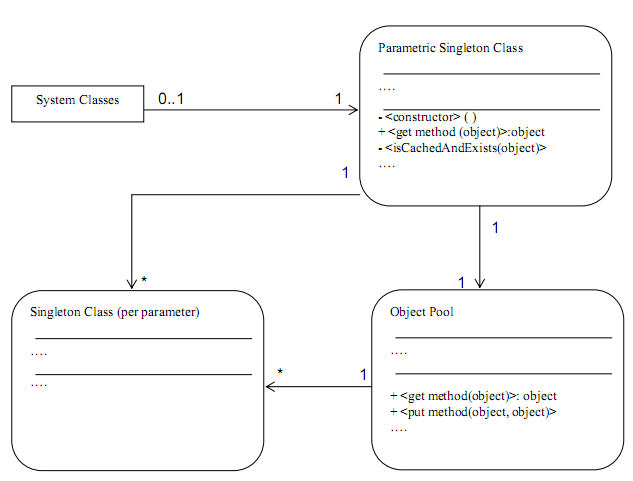 Parametric Singleton Class
....
- <constructor> ( )
+ <get method (object)>:object
- <isCachedAndExists(object)>
....
System Classes
0..1
1
1
*
1
1
Singleton Class (per parameter)
....
....
*
1
Object Pool
....
+ <get method(object)>: object
+ <put method(object, object)>
....